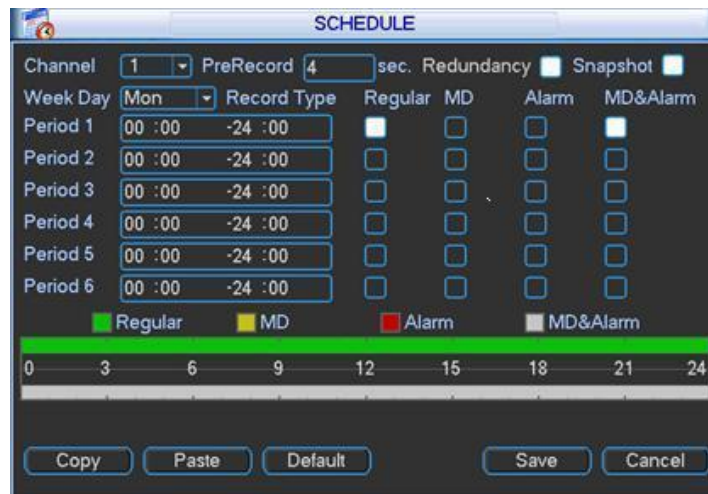 SCHEDULE
Channel 1 PreRecord 4 sec. Redundancy Snapshot
Week Day Mon Record Type Regular MD Alarm MD&Alarm
Period 1 00 :00 -24 :00
Period 2 00 :00 -24 :00
Period 3 00 :00 -24 :00
Period 4 00 :00 -24 :00
Period 5 00 :00 -24 :00
Period 6 00 :00 -24 :00
Regular MD Alarm MD&Alarm
0 3 6 9 12 15 18 21 24
Copy Paste Default Save Cancel